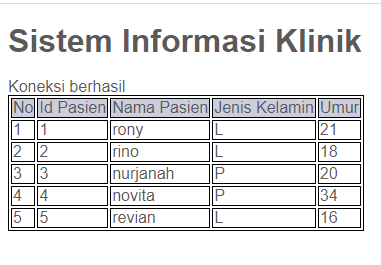 Sistem Informasi Klinik
Koneksi berhasil
No Id Pasien Nama Pasien Jenis Kelamin Umur
1 1 rony L 21
2 2 rino L 18
3 3 nurjanah P 20
4 4 novita P 34
5 5 revian L 16